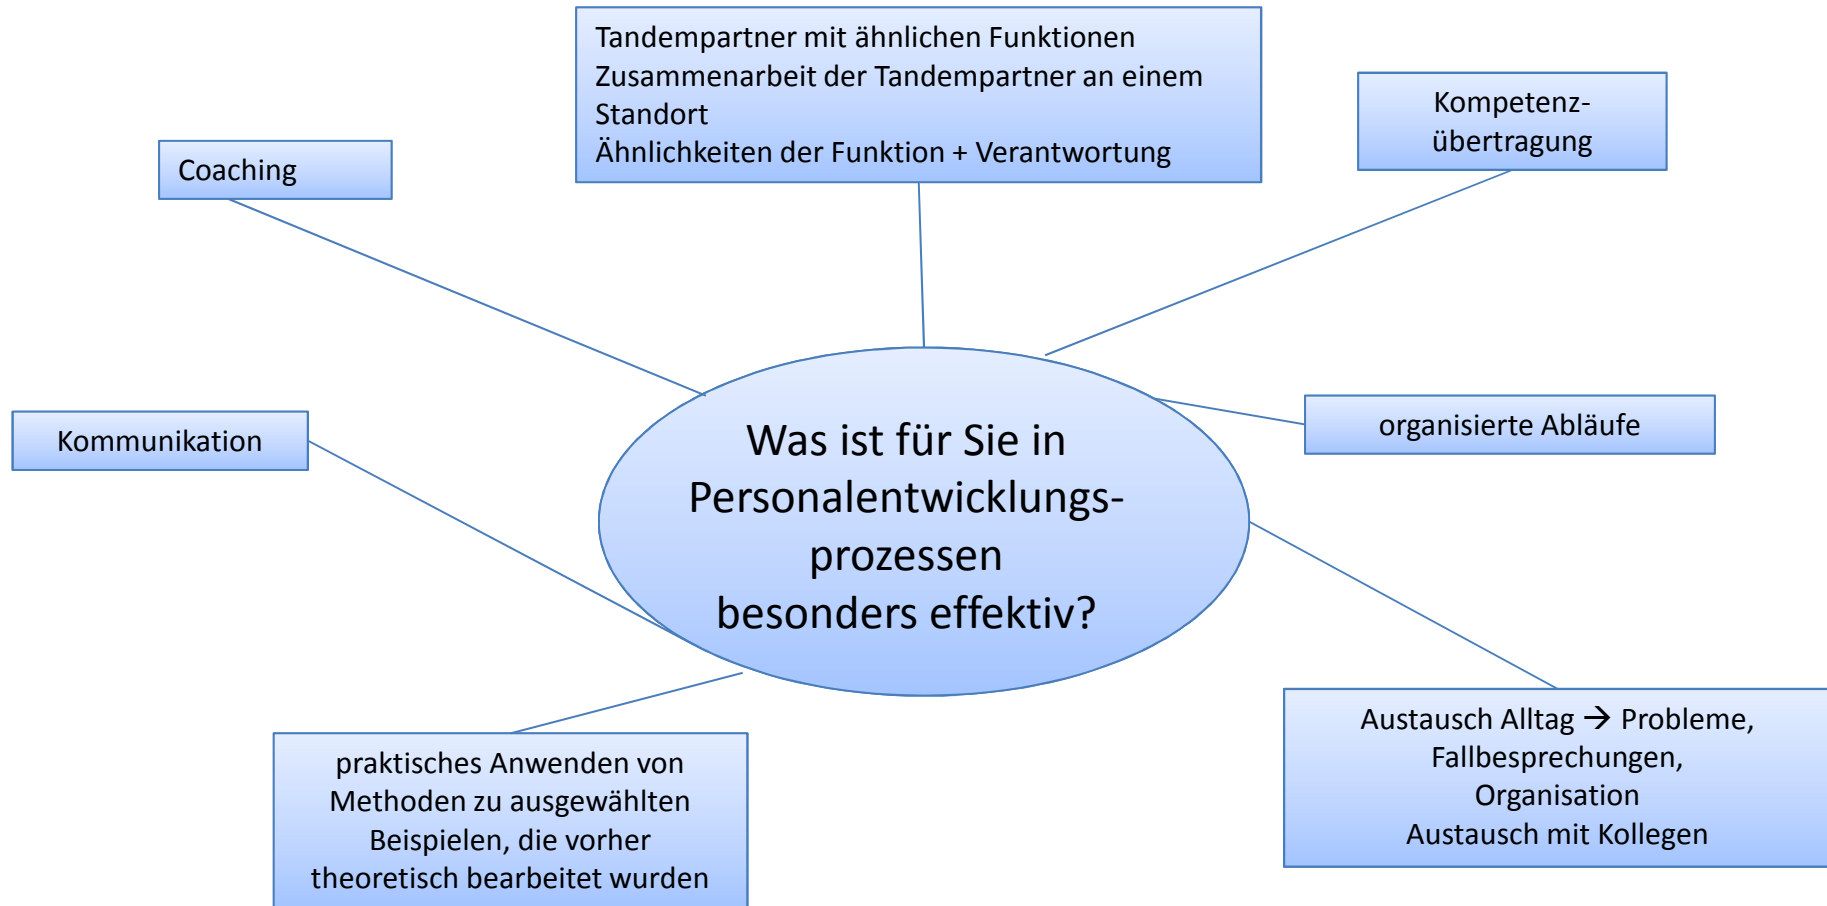 Tandempartner mit ähnlichen Funktionen
Zusammenarbeit der Tandempartner an einem
Standort
Ähnlichkeiten der Funktion + Verantwortung
Kompetenz-
übertragung
Coaching
Kommunikation
Was ist für Sie in
Personalentwicklungs-
prozessen
besonders effektiv?
organisierte Abläufe
praktisches Anwenden von
Methoden zu ausgewählten
Beispielen, die vorher
theoretisch bearbeitet wurden
Austausch Alltag → Probleme,
Fallbesprechungen,
Organisation
Austausch mit Kollegen